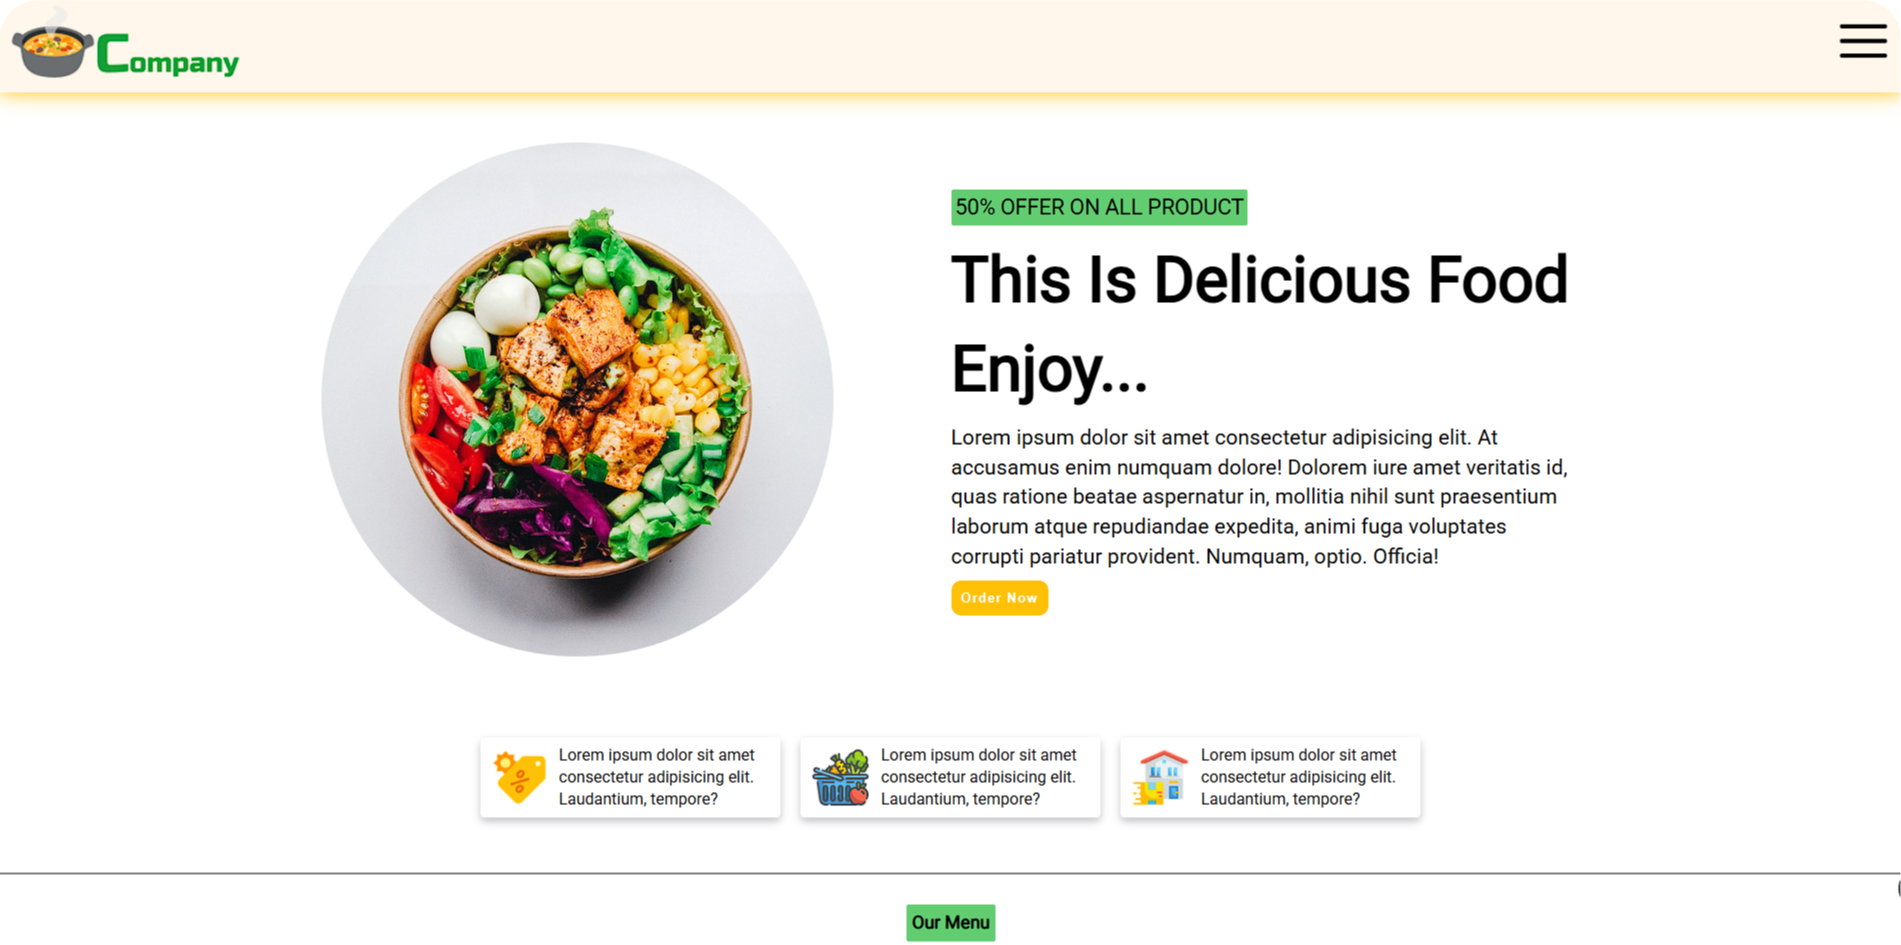 Company
50% OFFER ON ALL PRODUCT
This Is Delicious Food
Enjoy...
Lorem ipsum dolor sit amet consectetur adipisicing elit. At
accusamus enim numquam dolore! Dolorem iure amet veritatis id,
quas ratione beatae aspernatur in, mollitia nihil sunt praesentium
laborum atque repudiandae expedita, animi fuga voluptates
corrupti pariatur provident. Numquam, optio. Officia!
Order Now
Lorem ipsum dolor sit amet
consectetur adipisicing elit.
Laudantium, tempore?
Lorem ipsum dolor sit amet
consectetur adipisicing elit.
Laudantium, tempore?
Lorem ipsum dolor sit amet
consectetur adipisicing elit.
Laudantium, tempore?
Our Menu